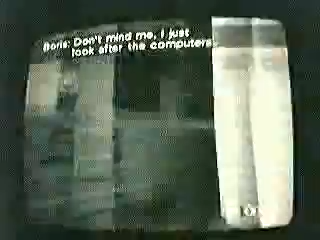 Boris: Don't mind me, I just
look after the computers.